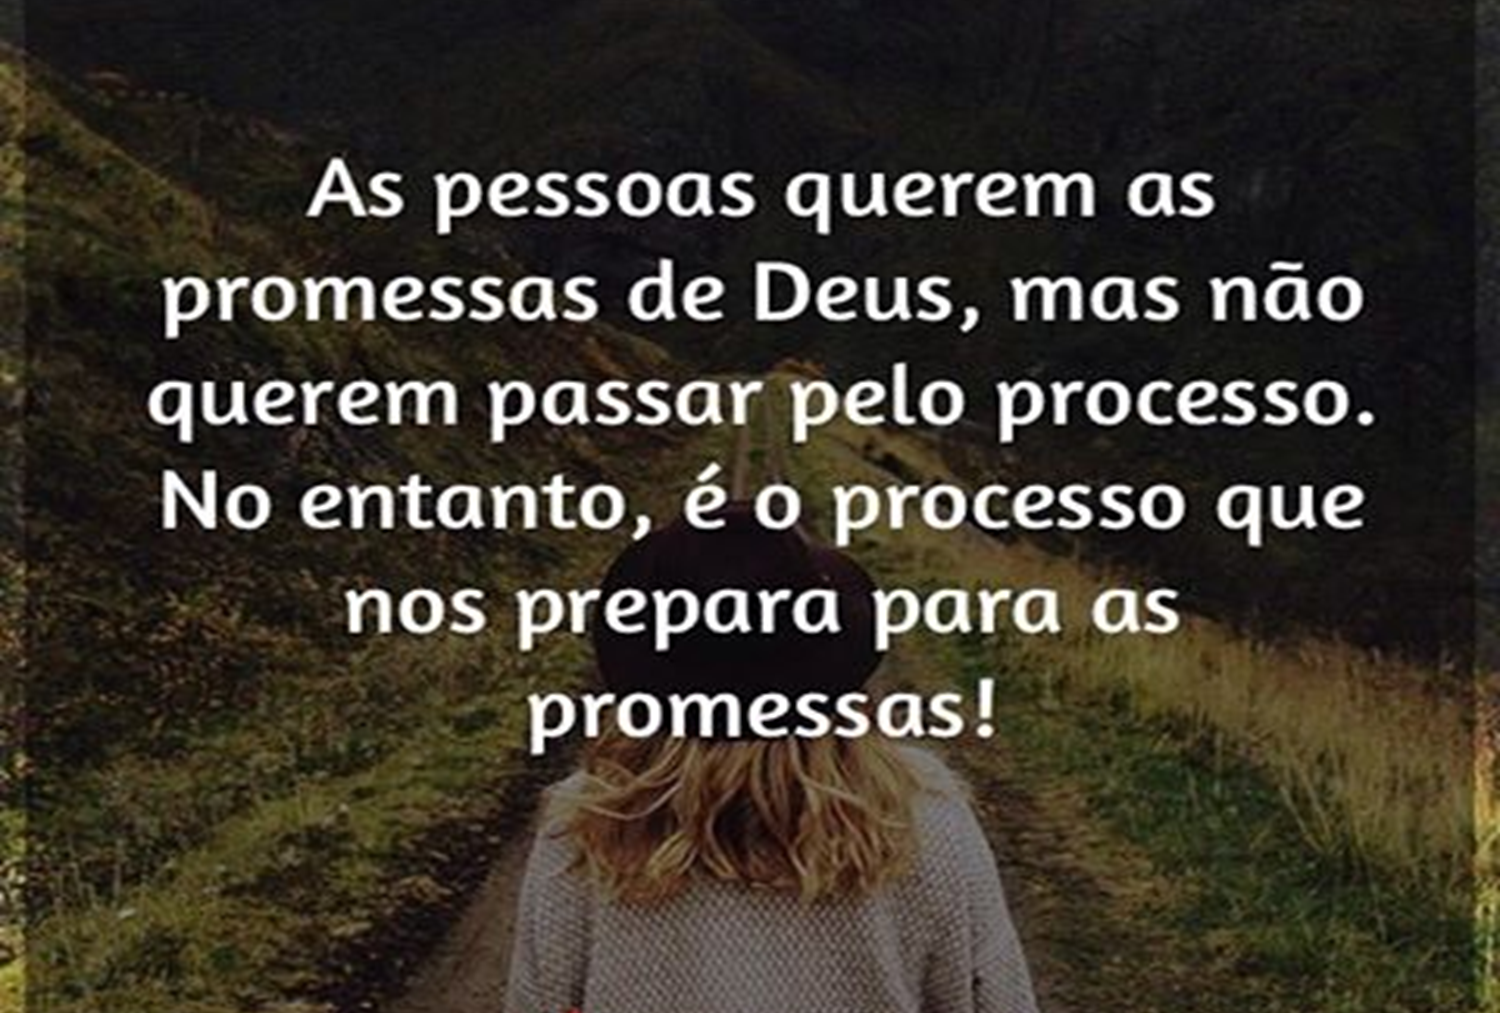 As pessoas querem as
promessas de Deus, mas não
querem passar pelo processo.
No entanto, é o processo que
nos prepara para as
promessas!